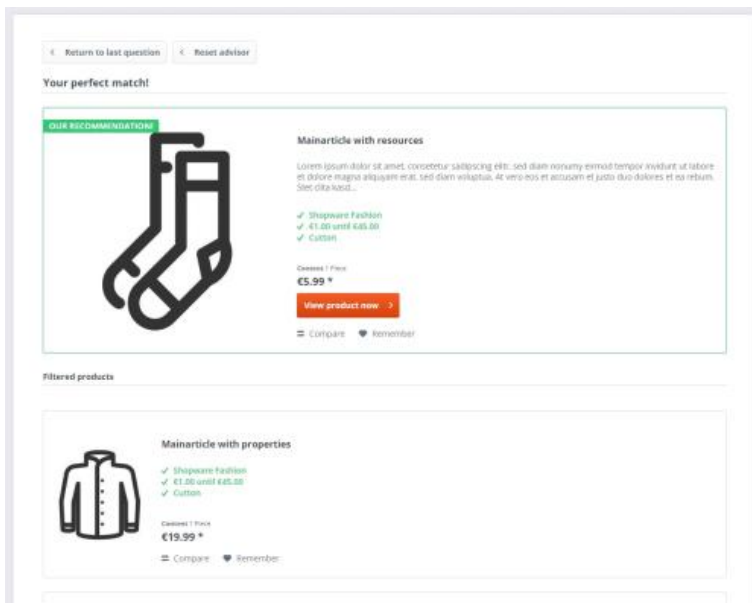 Return to last question
Reset advisor
Your perfect match!
OUR RECOMMENDATION!
Mainarticle with resources
Lorem ipsum dolor sit amet, consetetur sadipscing elitr, sed diam nonumy eirmod tempor invidunt ut labore
et dolore magna aliquyam erat, sed diam voluptua. At vero eos et accusam et justo duo dolores et ea rebum.
Stet clita kasd...
Shopware Fashion
€1.00 until €45.00
Cutton
Content 1 Piece
€5.99 *
View product now
Compare Remember
Filtered products
Mainarticle with properties
Shopware Fashion
€1.00 until €45.00
Cutton
Content 1 Piece
€19.99 *
Compare Remember